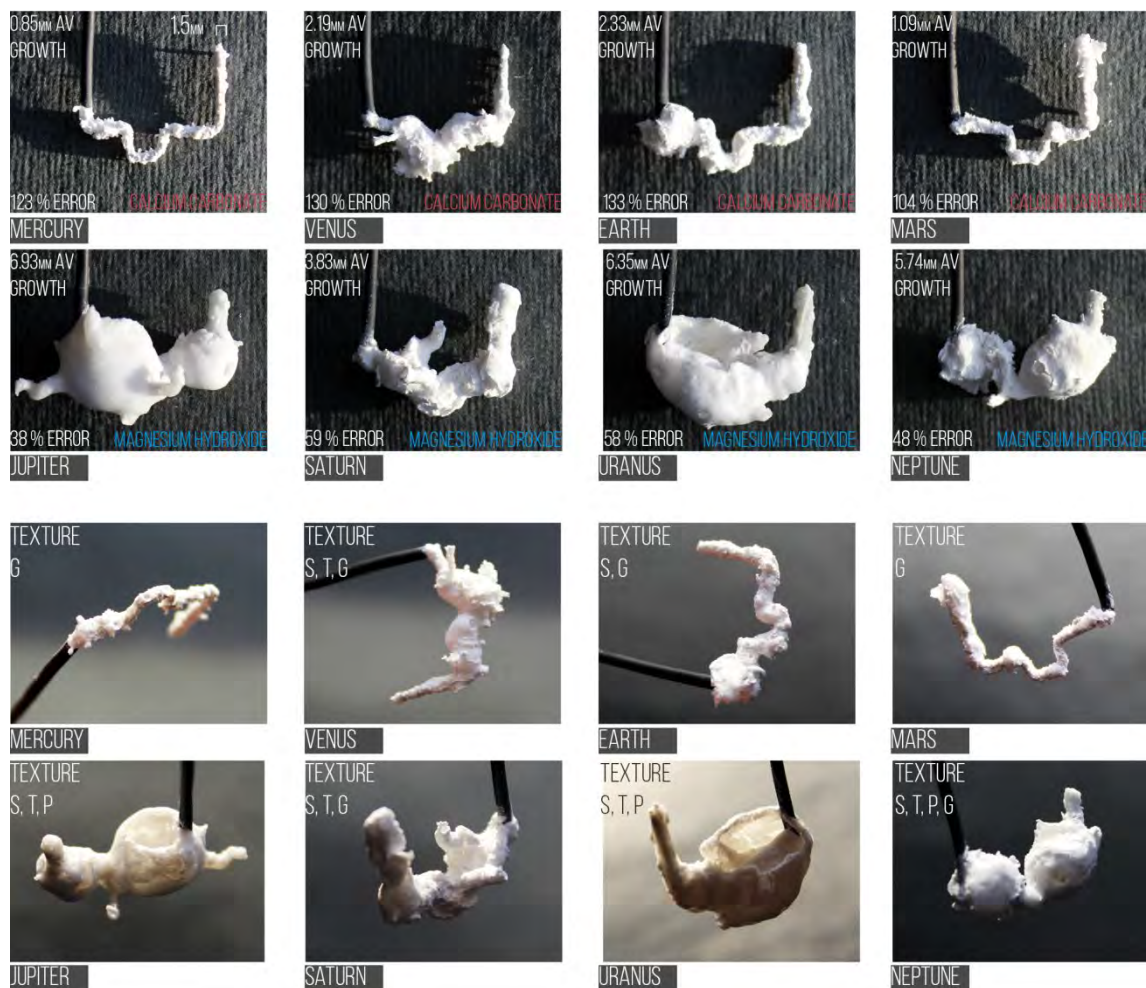 0.85MM AV
GROWTH
1.5MM
123 % ERROR
CALCIUM CARBONATE
MERCURY
2.19MM AV
GROWTH
130 % ERROR
CALCIUM CARBONATE
VENUS
2.33MM AV
GROWTH
133 % ERROR
CALCIUM CARBONATE
EARTH
1.09MM AV
GROWTH
104 % ERROR
CALCIUM CARBONATE
MARS
6.93MM AV
GROWTH
38 % ERROR
MAGNESIUM HYDROXIDE
JUPITER
3.83MM AV
GROWTH
59 % ERROR
MAGNESIUM HYDROXIDE
SATURN
6.35MM AV
GROWTH
58 % ERROR
MAGNESIUM HYDROXIDE
URANUS
5.74MM AV
GROWTH
48 % ERROR
MAGNESIUM HYDROXIDE
NEPTUNE
TEXTURE
G
MERCURY
TEXTURE
S, T, G
VENUS
TEXTURE
S, G
EARTH
TEXTURE
G
MARS
TEXTURE
S, T, P
JUPITER
TEXTURE
S, T, G
SATURN
TEXTURE
S, T, P
URANUS
TEXTURE
S, T, P, G
NEPTUNE